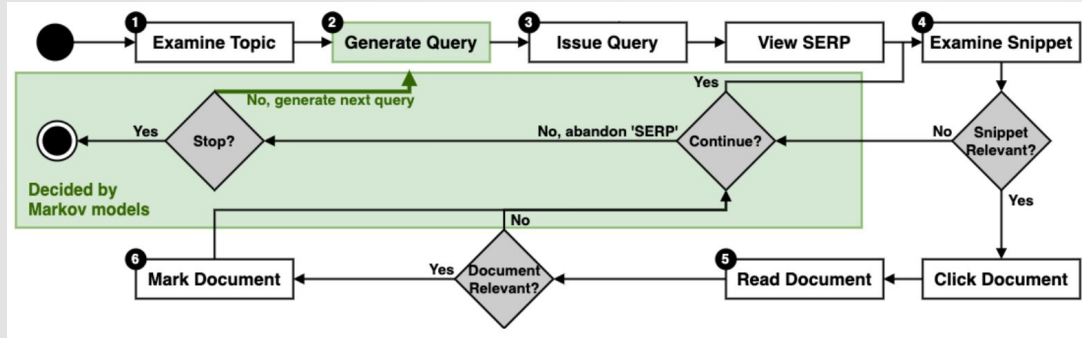 1
Examine Topic
2
Generate Query
3
Issue Query
View SERP
4
Examine Snippet
Yes
No, generate next query
Yes
Stop?
No, abandon 'SERP'
Continue?
No
Snippet
Relevant?
Decided by
Markov models
Yes
No
6
Mark Document
Yes
Document
Relevant?
5
Read Document
Click Document